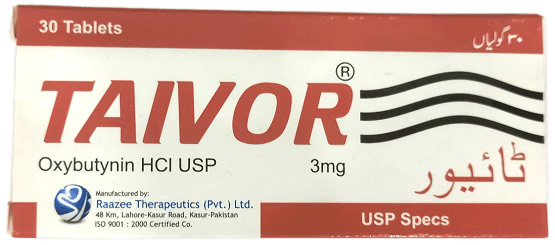 30 Tablets
۳۰ گولیاں
TAIVOR®
Oxybutynin HCl USP
3mg
ٹائیور
Manufactured by:
Raazee Therapeutics (Pvt.) Ltd.
48 Km, Lahore-Kasur Road, Kasur-Pakistan
ISO 9001 : 2000 Certified Co.
USP Specs